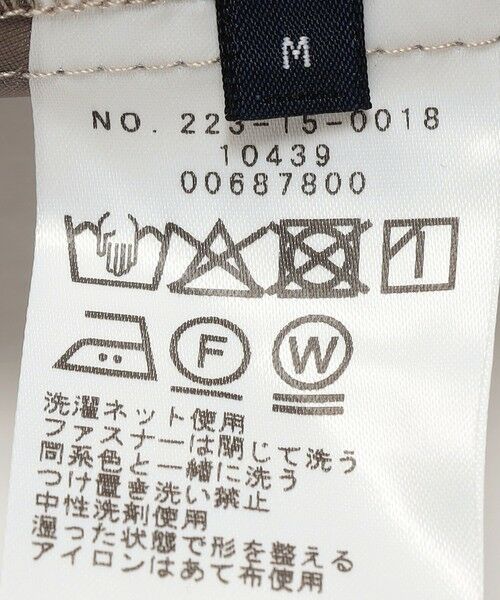 M
NO. 223-15-0018
10439
00687800
F W
洗濯ネット使用
ファスナーは閉じて洗う
同系色と一緒に洗う
つけ置き洗い禁止
中性洗剤使用
湿った状態で形を整える
アイロンはあて布使用